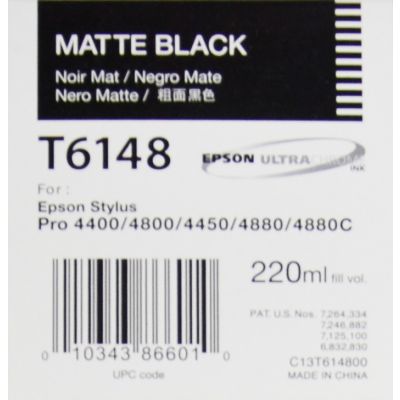 MATTE BLACK
Noir Mat / Negro Mate
Nero Matte / 粗面黒色
T6148
EPSON ULTRACHROME
INK
For :
Epson Stylus
Pro 4400/4800/4450/4880/4880C
220ml fill vol.
PAT. U.S. Nos. 7,264,334
7,246,882
7,125,100
6,832,830
0 10343 86601 0
UPC code
C13T614800
MADE IN CHINA